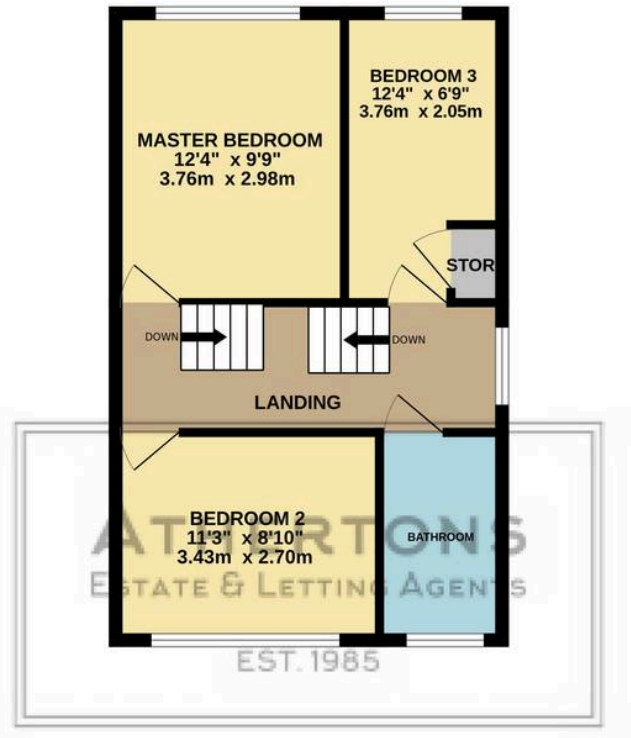 MASTER BEDROOM
12'4" x 9'9"
3.76m x 2.98m
BEDROOM 3
12'4" x 6'9"
3.76m x 2.05m
STOR
DOWN
DOWN
LANDING
BEDROOM 2
11'3" x 8'10"
3.43m x 2.70m
BATHROOM
ATHERTONS
ESTATE & LETTING AGENTS
EST. 1985